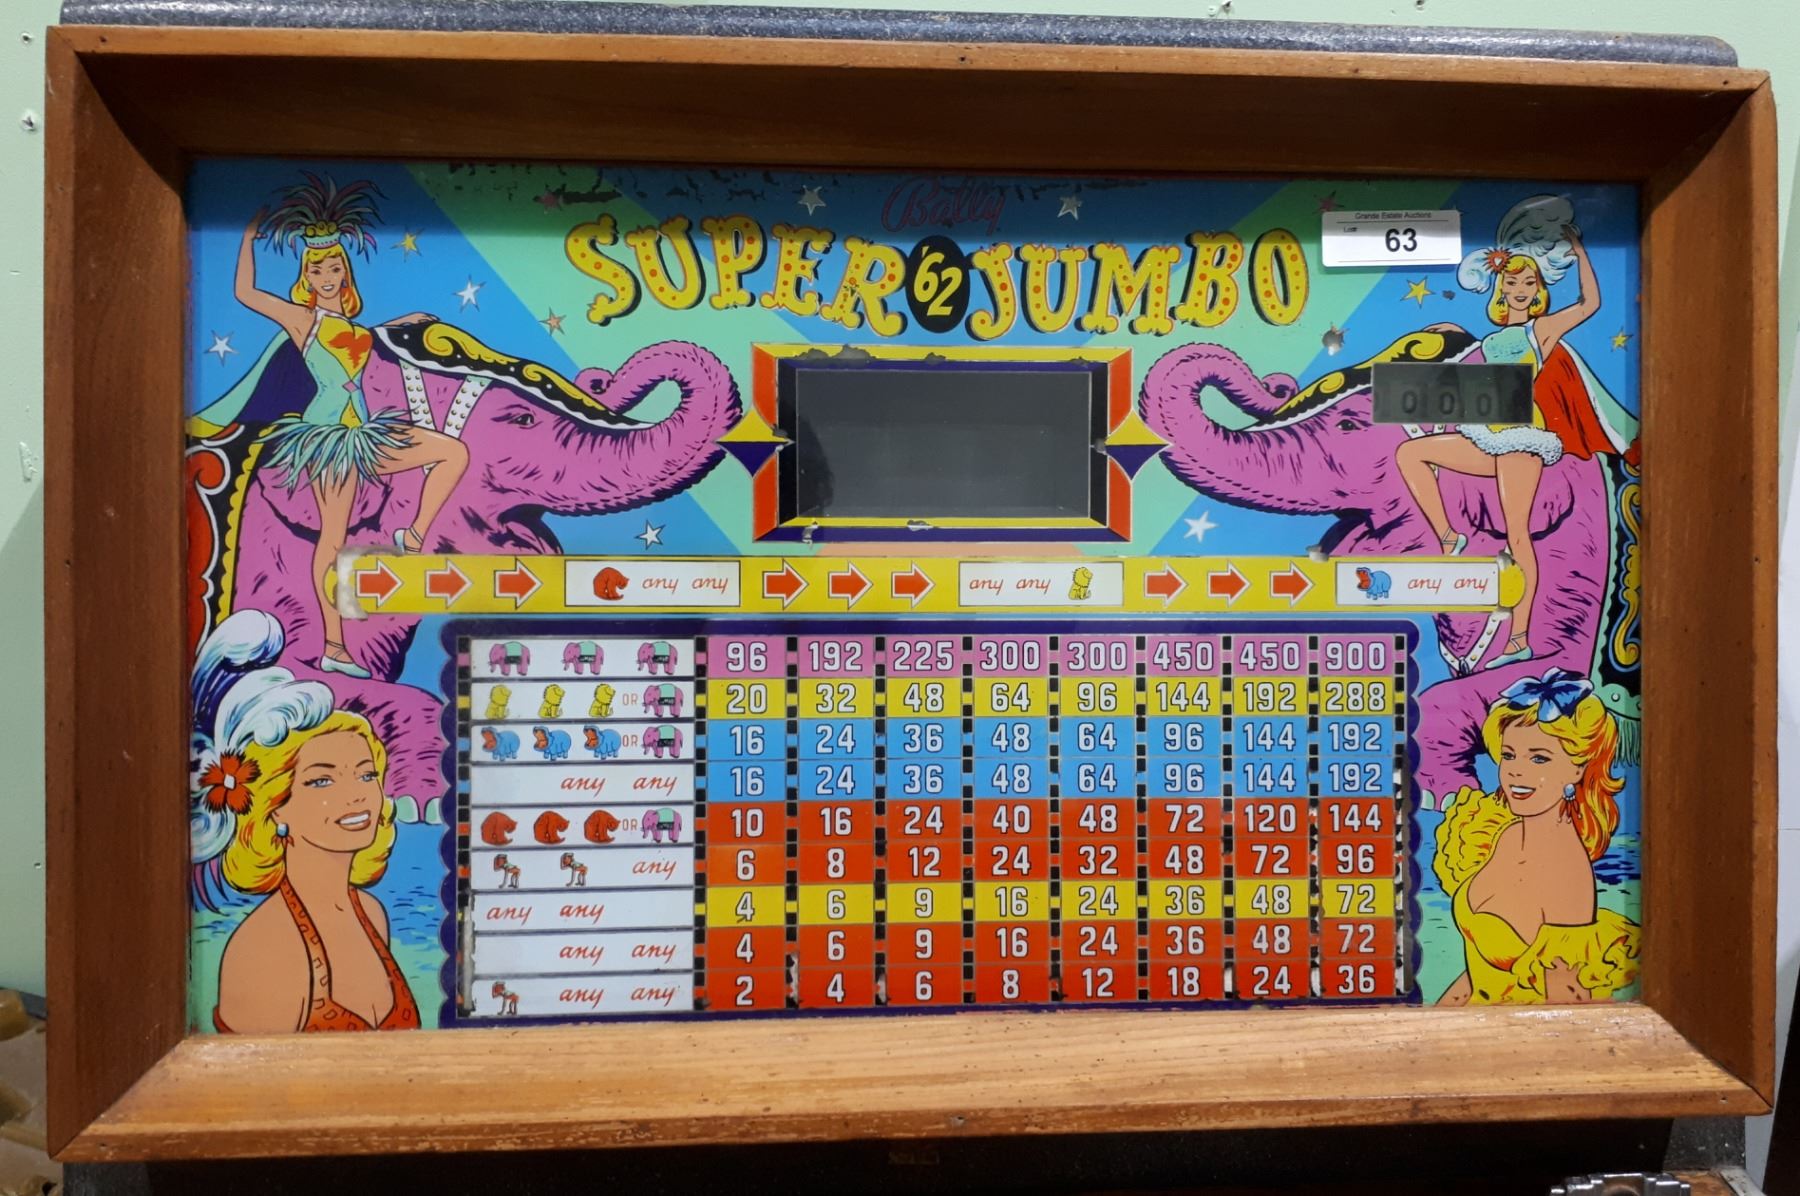 Bally
SUPER '62 JUMBO
Grande Estate Auctions
Lot#
63
0 0 0
any any
any any
any any
96 192 225 300 300 450 450 900
OR 20 32 48 64 96 144 192 288
OR 16 24 36 48 64 96 144 192
any any 16 24 36 48 64 96 144 192
OR 10 16 24 40 48 72 120 144
any 6 8 12 24 32 48 72 96
any any 4 6 9 16 24 36 48 72
any any 4 6 9 16 24 36 48 72
any any 2 4 6 8 12 18 24 36